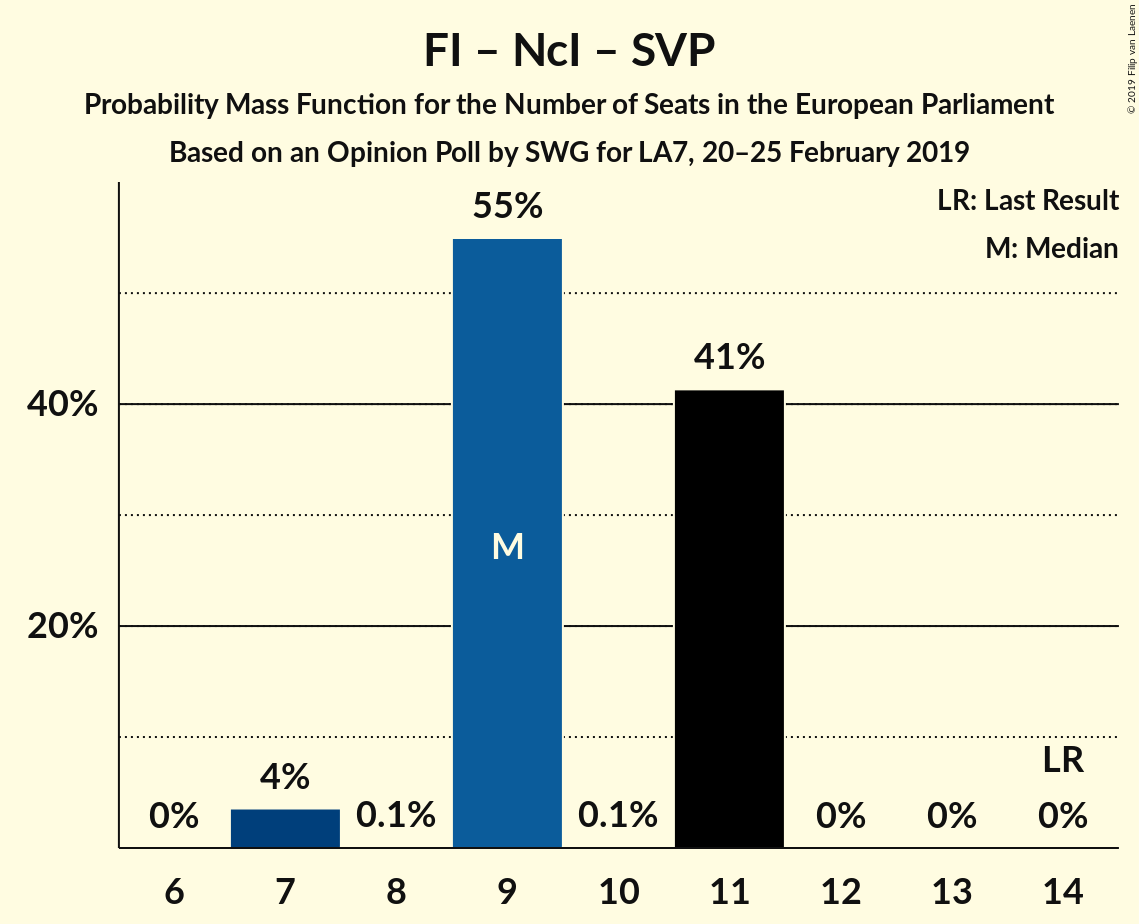 FI – NcI – SVP
Probability Mass Function for the Number of Seats in the European Parliament
Based on an Opinion Poll by SWG for LA7, 20–25 February 2019
© 2019 Filip van Laenen
LR: Last Result
M: Median
55%
41%
40%
M
20%
LR
4%
0%
0.1%
0.1%
0%
0%
0%
6 7 8 9 10 11 12 13 14